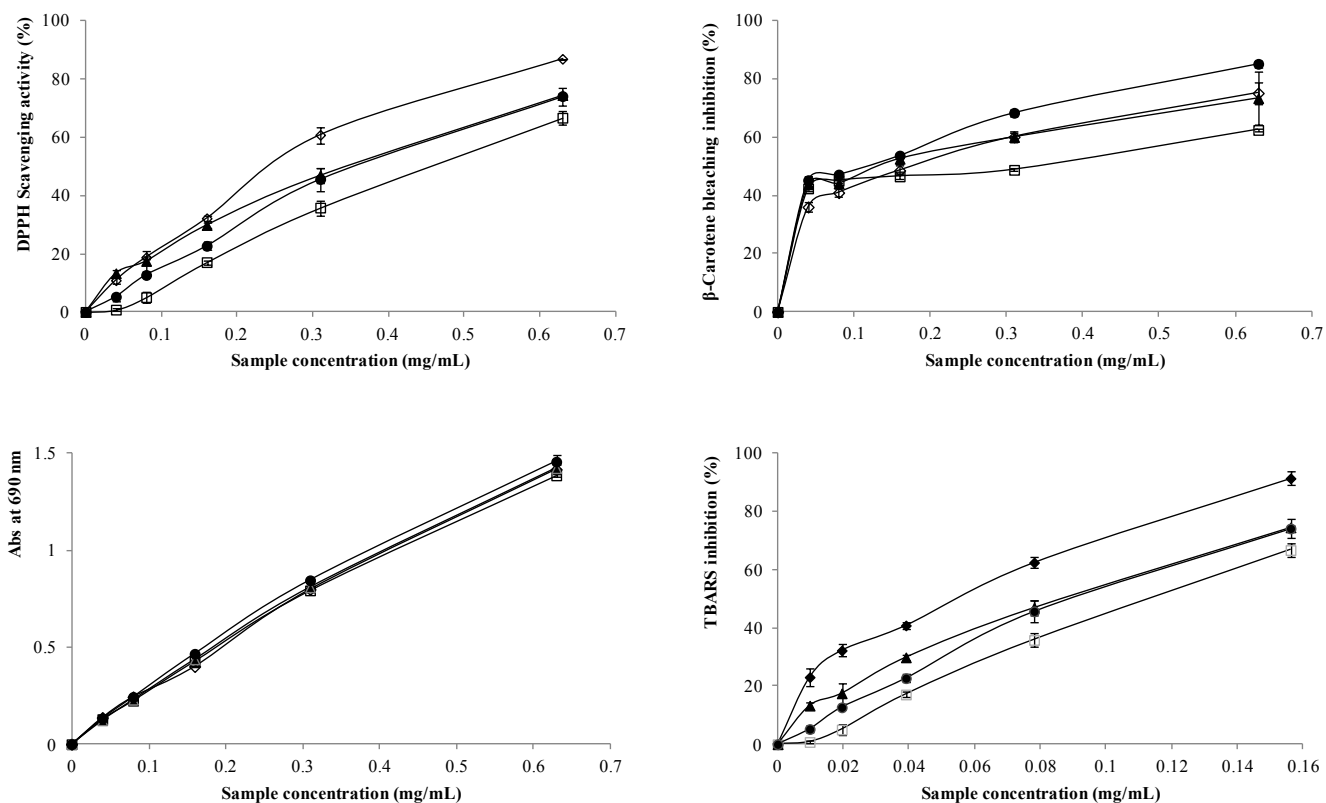 DPPH Scavenging activity (%)
100
80
60
40
20
0
0 0.1 0.2 0.3 0.4 0.5 0.6 0.7
Sample concentration (mg/mL)
β-Carotene bleaching inhibition (%)
100
80
60
40
20
0
0 0.1 0.2 0.3 0.4 0.5 0.6 0.7
Sample concentration (mg/mL)
Abs at 690 nm
1.5
1
0.5
0
0 0.1 0.2 0.3 0.4 0.5 0.6 0.7
Sample concentration (mg/mL)
TBARS inhibition (%)
100
80
60
40
20
0
0 0.02 0.04 0.06 0.08 0.1 0.12 0.14 0.16
Sample concentration (mg/mL)